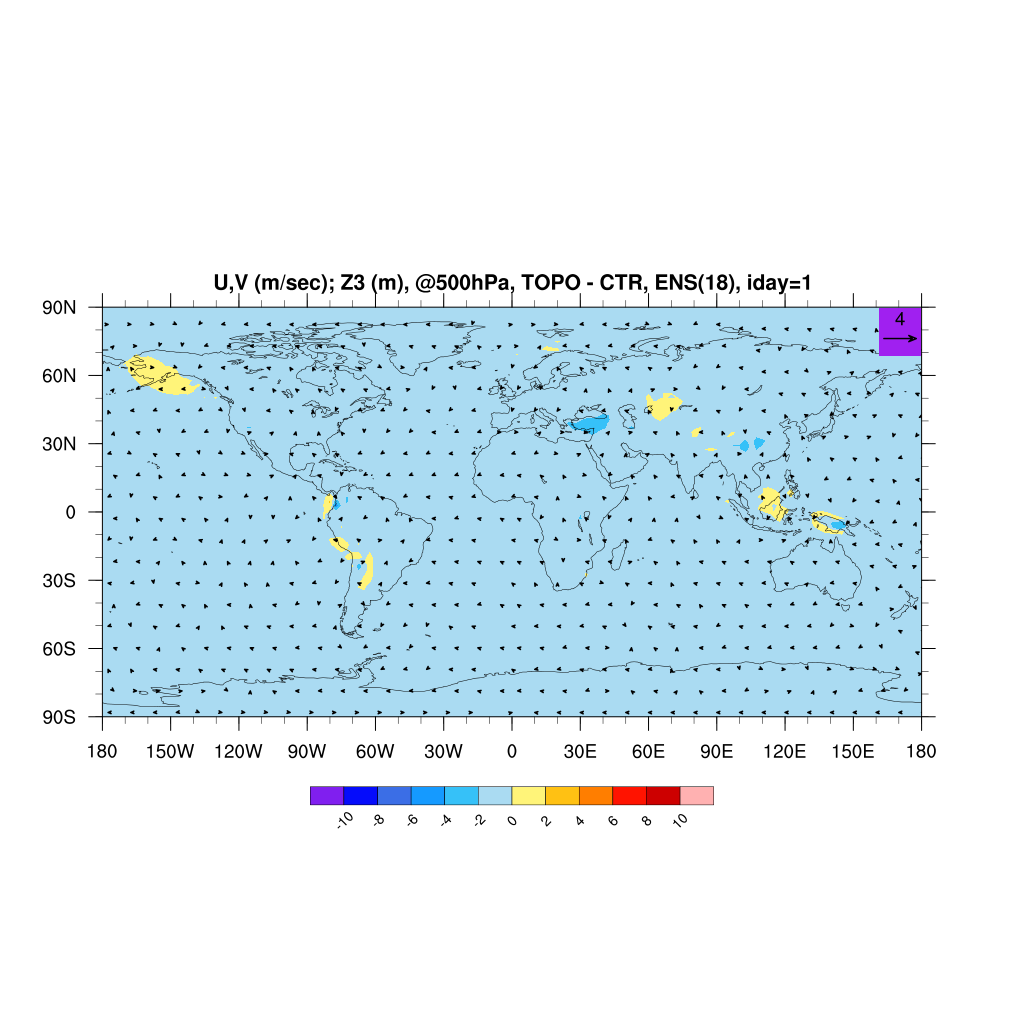 U,V (m/sec); Z3 (m), @500hPa, TOPO - CTR, ENS(18), iday=1
4
90N
60N
30N
0
30S
60S
90S
180 150W 120W 90W 60W 30W 0 30E 60E 90E 120E 150E 180
-10 -8 -6 -4 -2 0 2 4 6 8 10